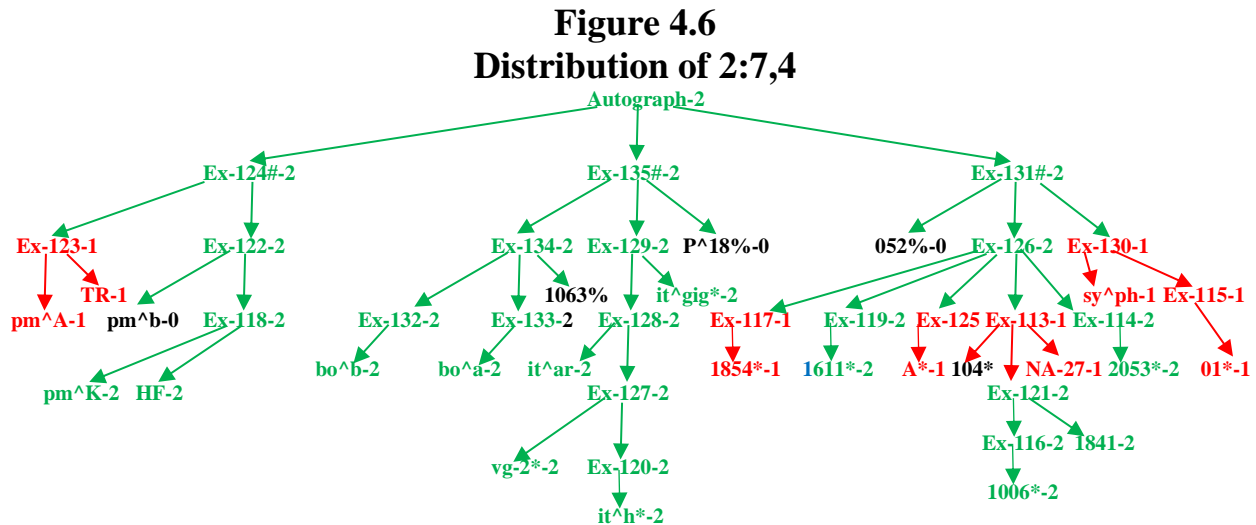 Figure 4.6
Distribution of 2:7,4
Autograph-2
Ex-124#-2 Ex-135#-2 Ex-131#-2
Ex-123-1 Ex-122-2 Ex-134-2 Ex-129-2 P^18%-0 052%-0 Ex-126-2 Ex-130-1
TR-1 1063% it^gig*-2 sy^ph-1 Ex-115-1
pm^A-1 pm^b-0 Ex-118-2 Ex-132-2 Ex-133-2 Ex-128-2 Ex-117-1 Ex-119-2 Ex-125 Ex-113-1 Ex-114-2
bo^b-2 bo^a-2 it^ar-2 1854*-1 1611*-2 A*-1 104* NA-27-1 2053*-2 01*-1
pm^K-2 HF-2 Ex-127-2 Ex-121-2
Ex-116-2 1841-2
vg-2*-2 Ex-120-2
1006*-2
it^h*-2